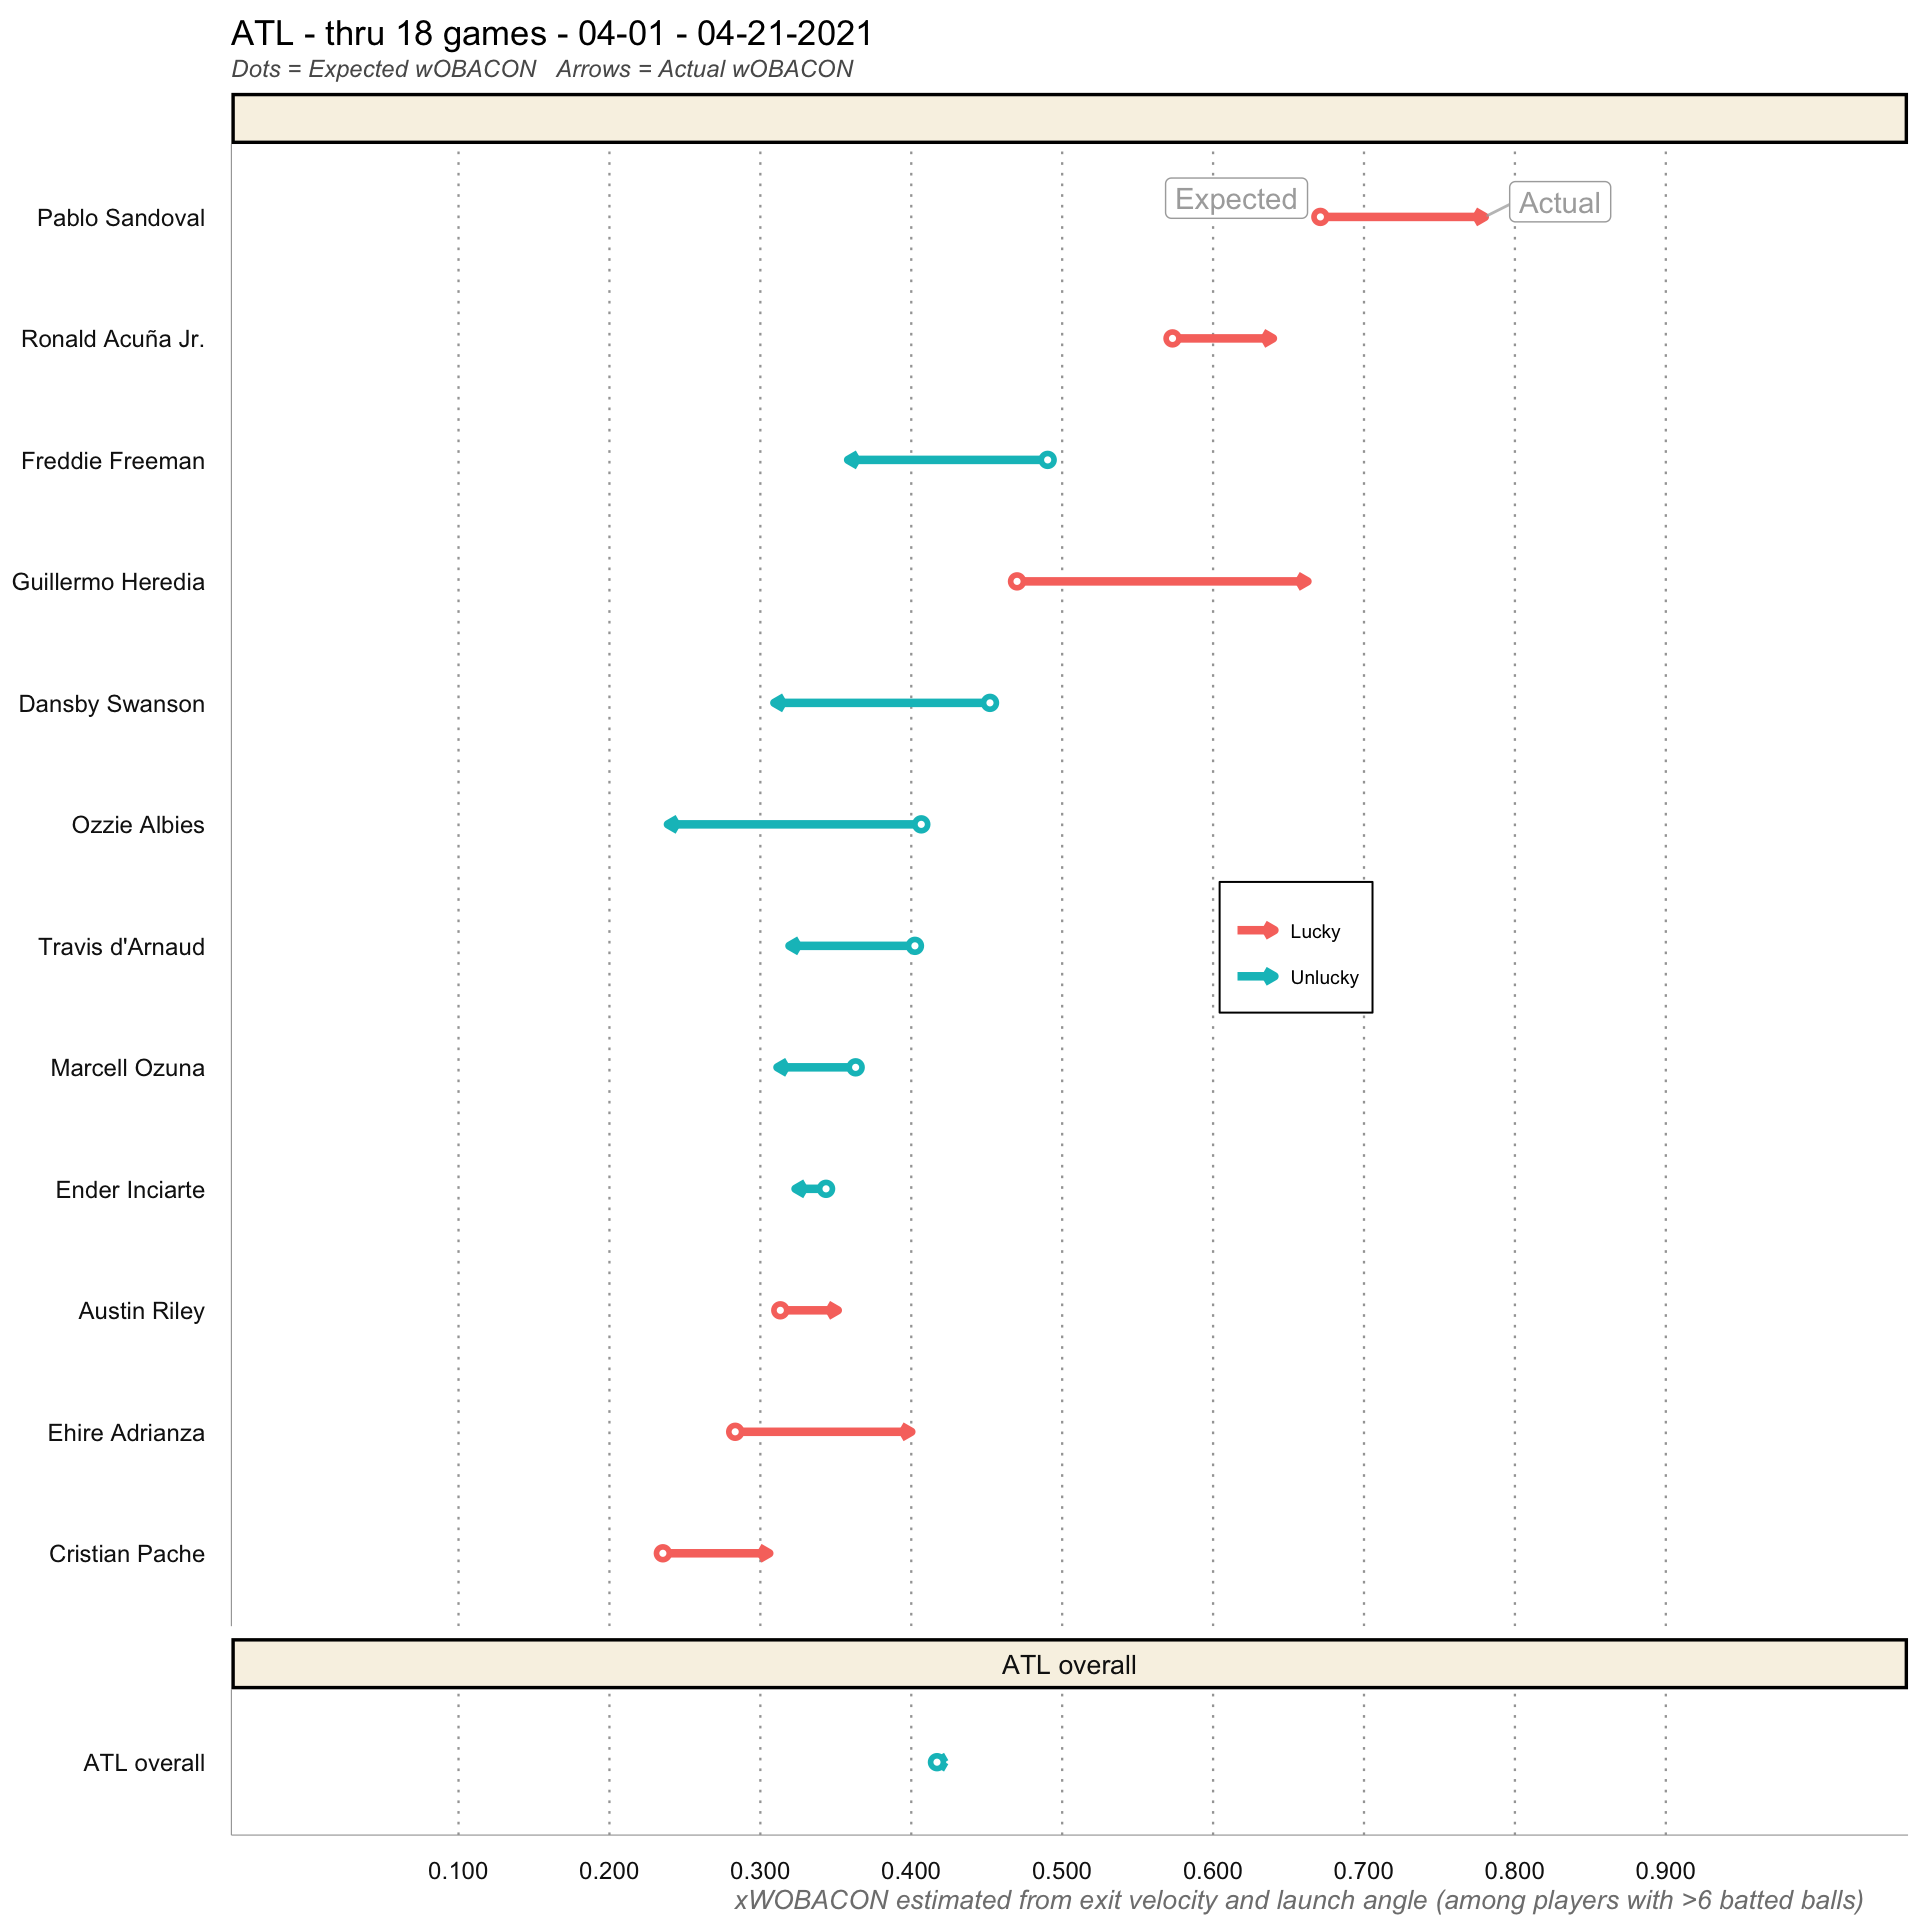 ATL - thru 18 games - 04-01 - 04-21-2021
Dots = Expected wOBACON   Arrows = Actual wOBACON
Pablo Sandoval
Expected
Actual
Ronald Acuña Jr.
Freddie Freeman
Guillermo Heredia
Dansby Swanson
Ozzie Albies
Travis d'Arnaud
Lucky
Unlucky
Marcell Ozuna
Ender Inciarte
Austin Riley
Ehire Adrianza
Cristian Pache
ATL overall
ATL overall
0.100 0.200 0.300 0.400 0.500 0.600 0.700 0.800 0.900
xWOBACON estimated from exit velocity and launch angle (among players with >6 batted balls)